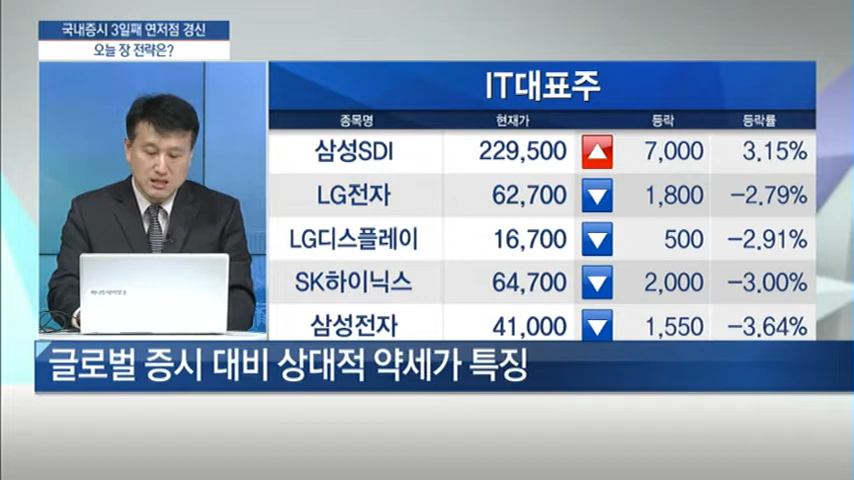 국내증시 3일째 연저점 경신
오늘 장 전략은?
IT대표주
종목명 현재가 등락 등락률
삼성SDI 229,500 ▲ 7,000 3.15%
LG전자 62,700 ▼ 1,800 -2.79%
LG디스플레이 16,700 ▼ 500 -2.91%
SK하이닉스 64,700 ▼ 2,000 -3.00%
삼성전자 41,000 ▼ 1,550 -3.64%
글로벌 증시 대비 상대적 약세가 특징